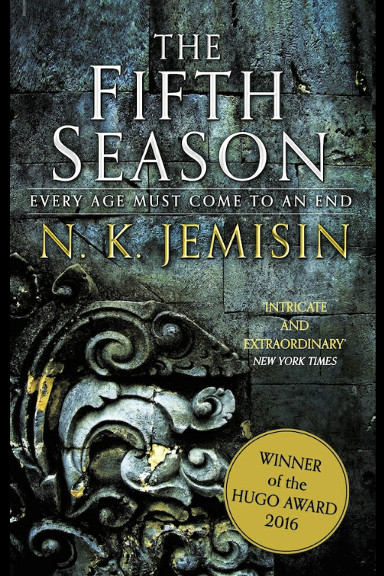 THE
FIFTH
SEASON
EVERY AGE MUST COME TO AN END
N. K. JEMISIN
'INTRICATE
AND
EXTRAORDINARY'
NEW YORK TIMES
WINNER
of the
HUGO AWARD
2016